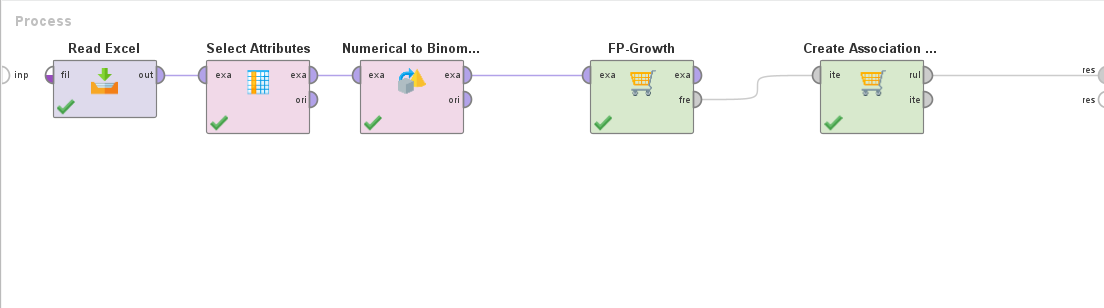 Process
Read Excel
Select Attributes
Numerical to Binom...
FP-Growth
Create Association ...
inp
fil
out
exa
exa
ori
exa
exa
ori
exa
exa
fre
ite
rul
ite
res
res